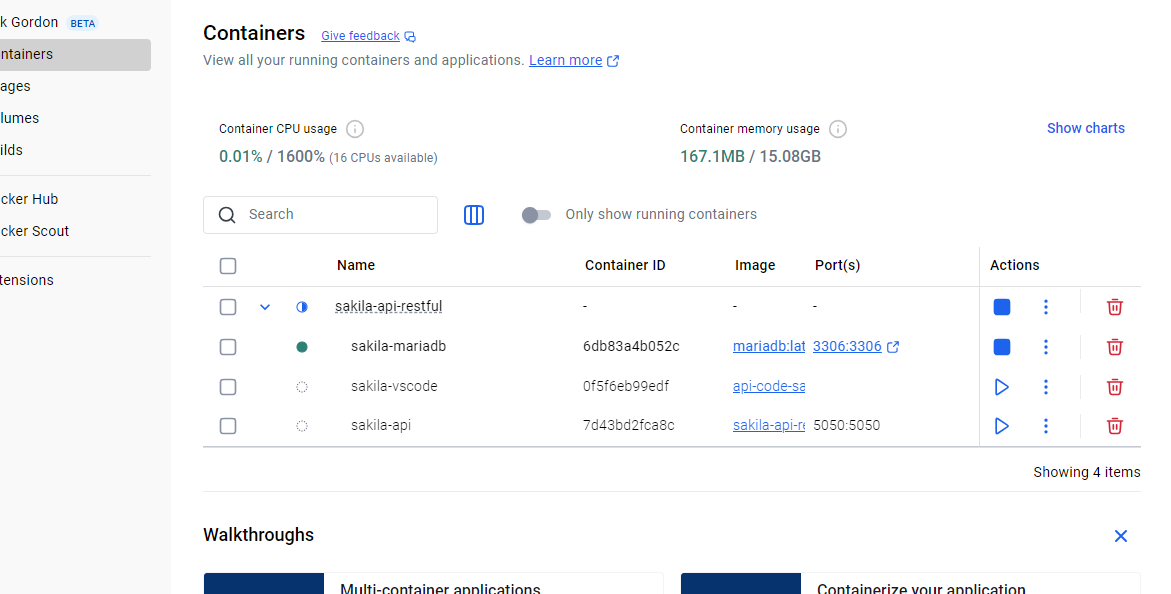 k Gordon BETA
ntainers
ages
lumes
ilds
cker Hub
cker Scout
tensions
Containers Give feedback
View all your running containers and applications. Learn more
Container CPU usage
0.01% / 1600% (16 CPUs available)
Container memory usage
167.1MB / 15.08GB
Show charts
Search
Only show running containers
Name Container ID Image Port(s) Actions
sakila-api-restful - - -
sakila-mariadb 6db83a4b052c mariadb:lat 3306:3306
sakila-vscode 0f5f6eb99edf api-code-sa
sakila-api 7d43bd2fca8c sakila-api-re 5050:5050
Showing 4 items
Walkthroughs
Multi-container applications
Containerize your application